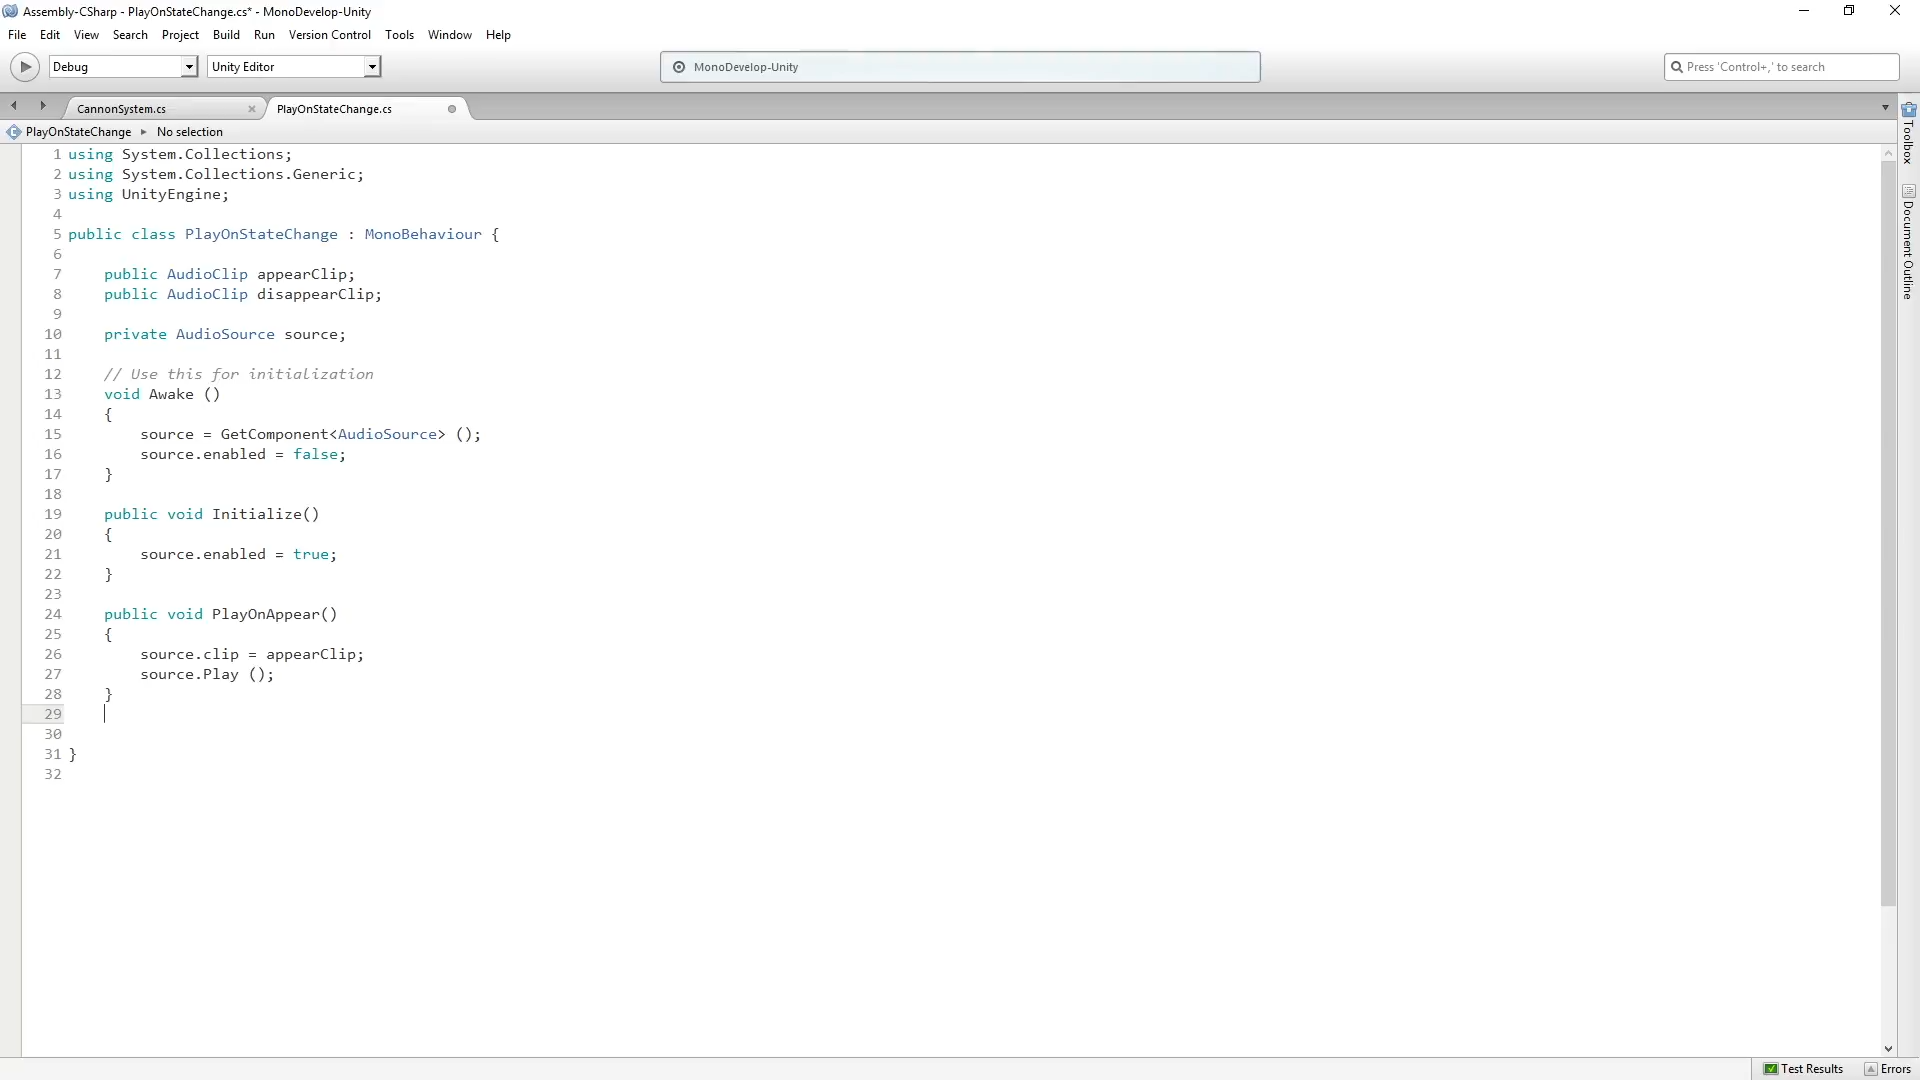 Assembly-CSharp - PlayOnStateChange.cs* - MonoDevelop-Unity
File Edit View Search Project Build Run Version Control Tools Window Help
Debug Unity Editor MonoDevelop-Unity Press 'Control+,' to search
CannonSystem.cs PlayOnStateChange.cs
PlayOnStateChange No selection
1 using System.Collections;
2 using System.Collections.Generic;
3 using UnityEngine;
4
5 public class PlayOnStateChange : MonoBehaviour {
6
7 public AudioClip appearClip;
8 public AudioClip disappearClip;
9
10 private AudioSource source;
11
12 // Use this for initialization
13 void Awake ()
14 {
15 source = GetComponent<AudioSource> ();
16 source.enabled = false;
17 }
18
19 public void Initialize()
20 {
21 source.enabled = true;
22 }
23
24 public void PlayOnAppear()
25 {
26 source.clip = appearClip;
27 source.Play ();
28 }
29
30
31 }
32
Toolbox
Document Outline
Test Results Errors